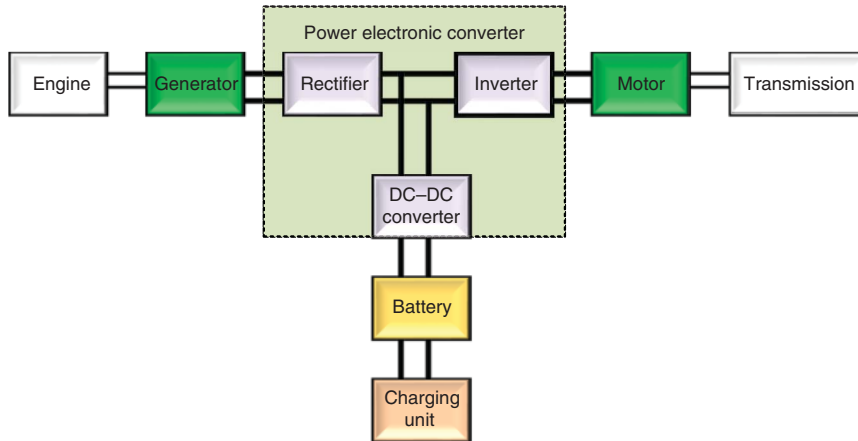 Power electronic converter
Engine
Generator
Rectifier
Inverter
Motor
Transmission
DC–DC
converter
Battery
Charging
unit